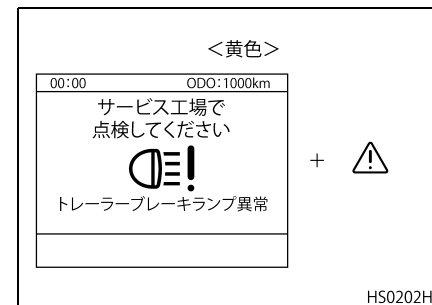 ＜黄色＞
00:00 ODO:1000km
サービス工場で
点検してください
トレーラーブレーキランプ異常
+
HS0202H